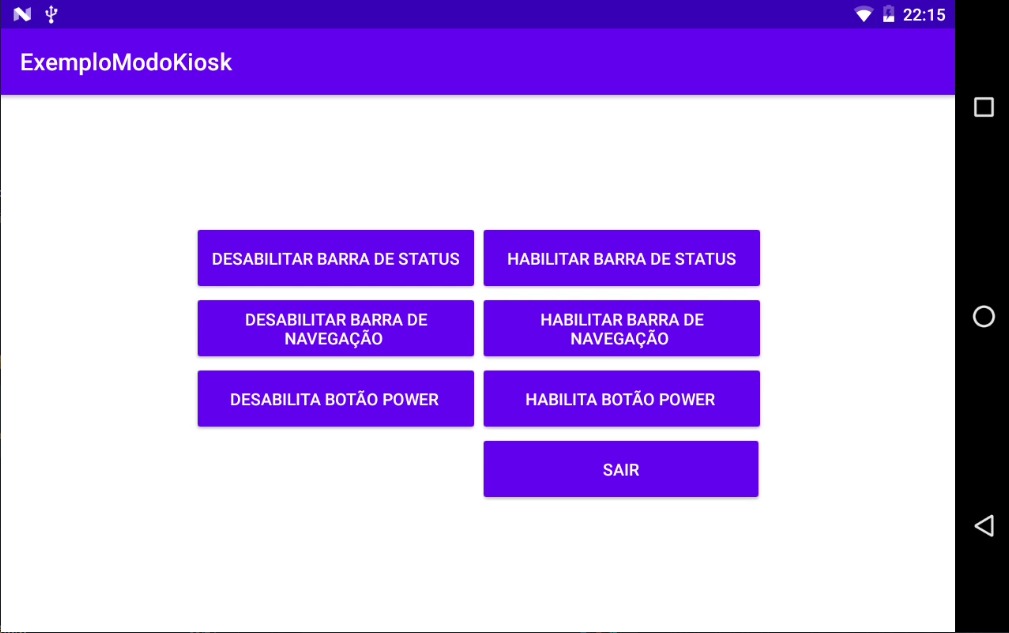 22:15
ExemploModoKiosk
DESABILITAR BARRA DE STATUS
HABILITAR BARRA DE STATUS
DESABILITAR BARRA DE
NAVEGAÇÃO
HABILITAR BARRA DE
NAVEGAÇÃO
DESABILITA BOTÃO POWER
HABILITA BOTÃO POWER
SAIR